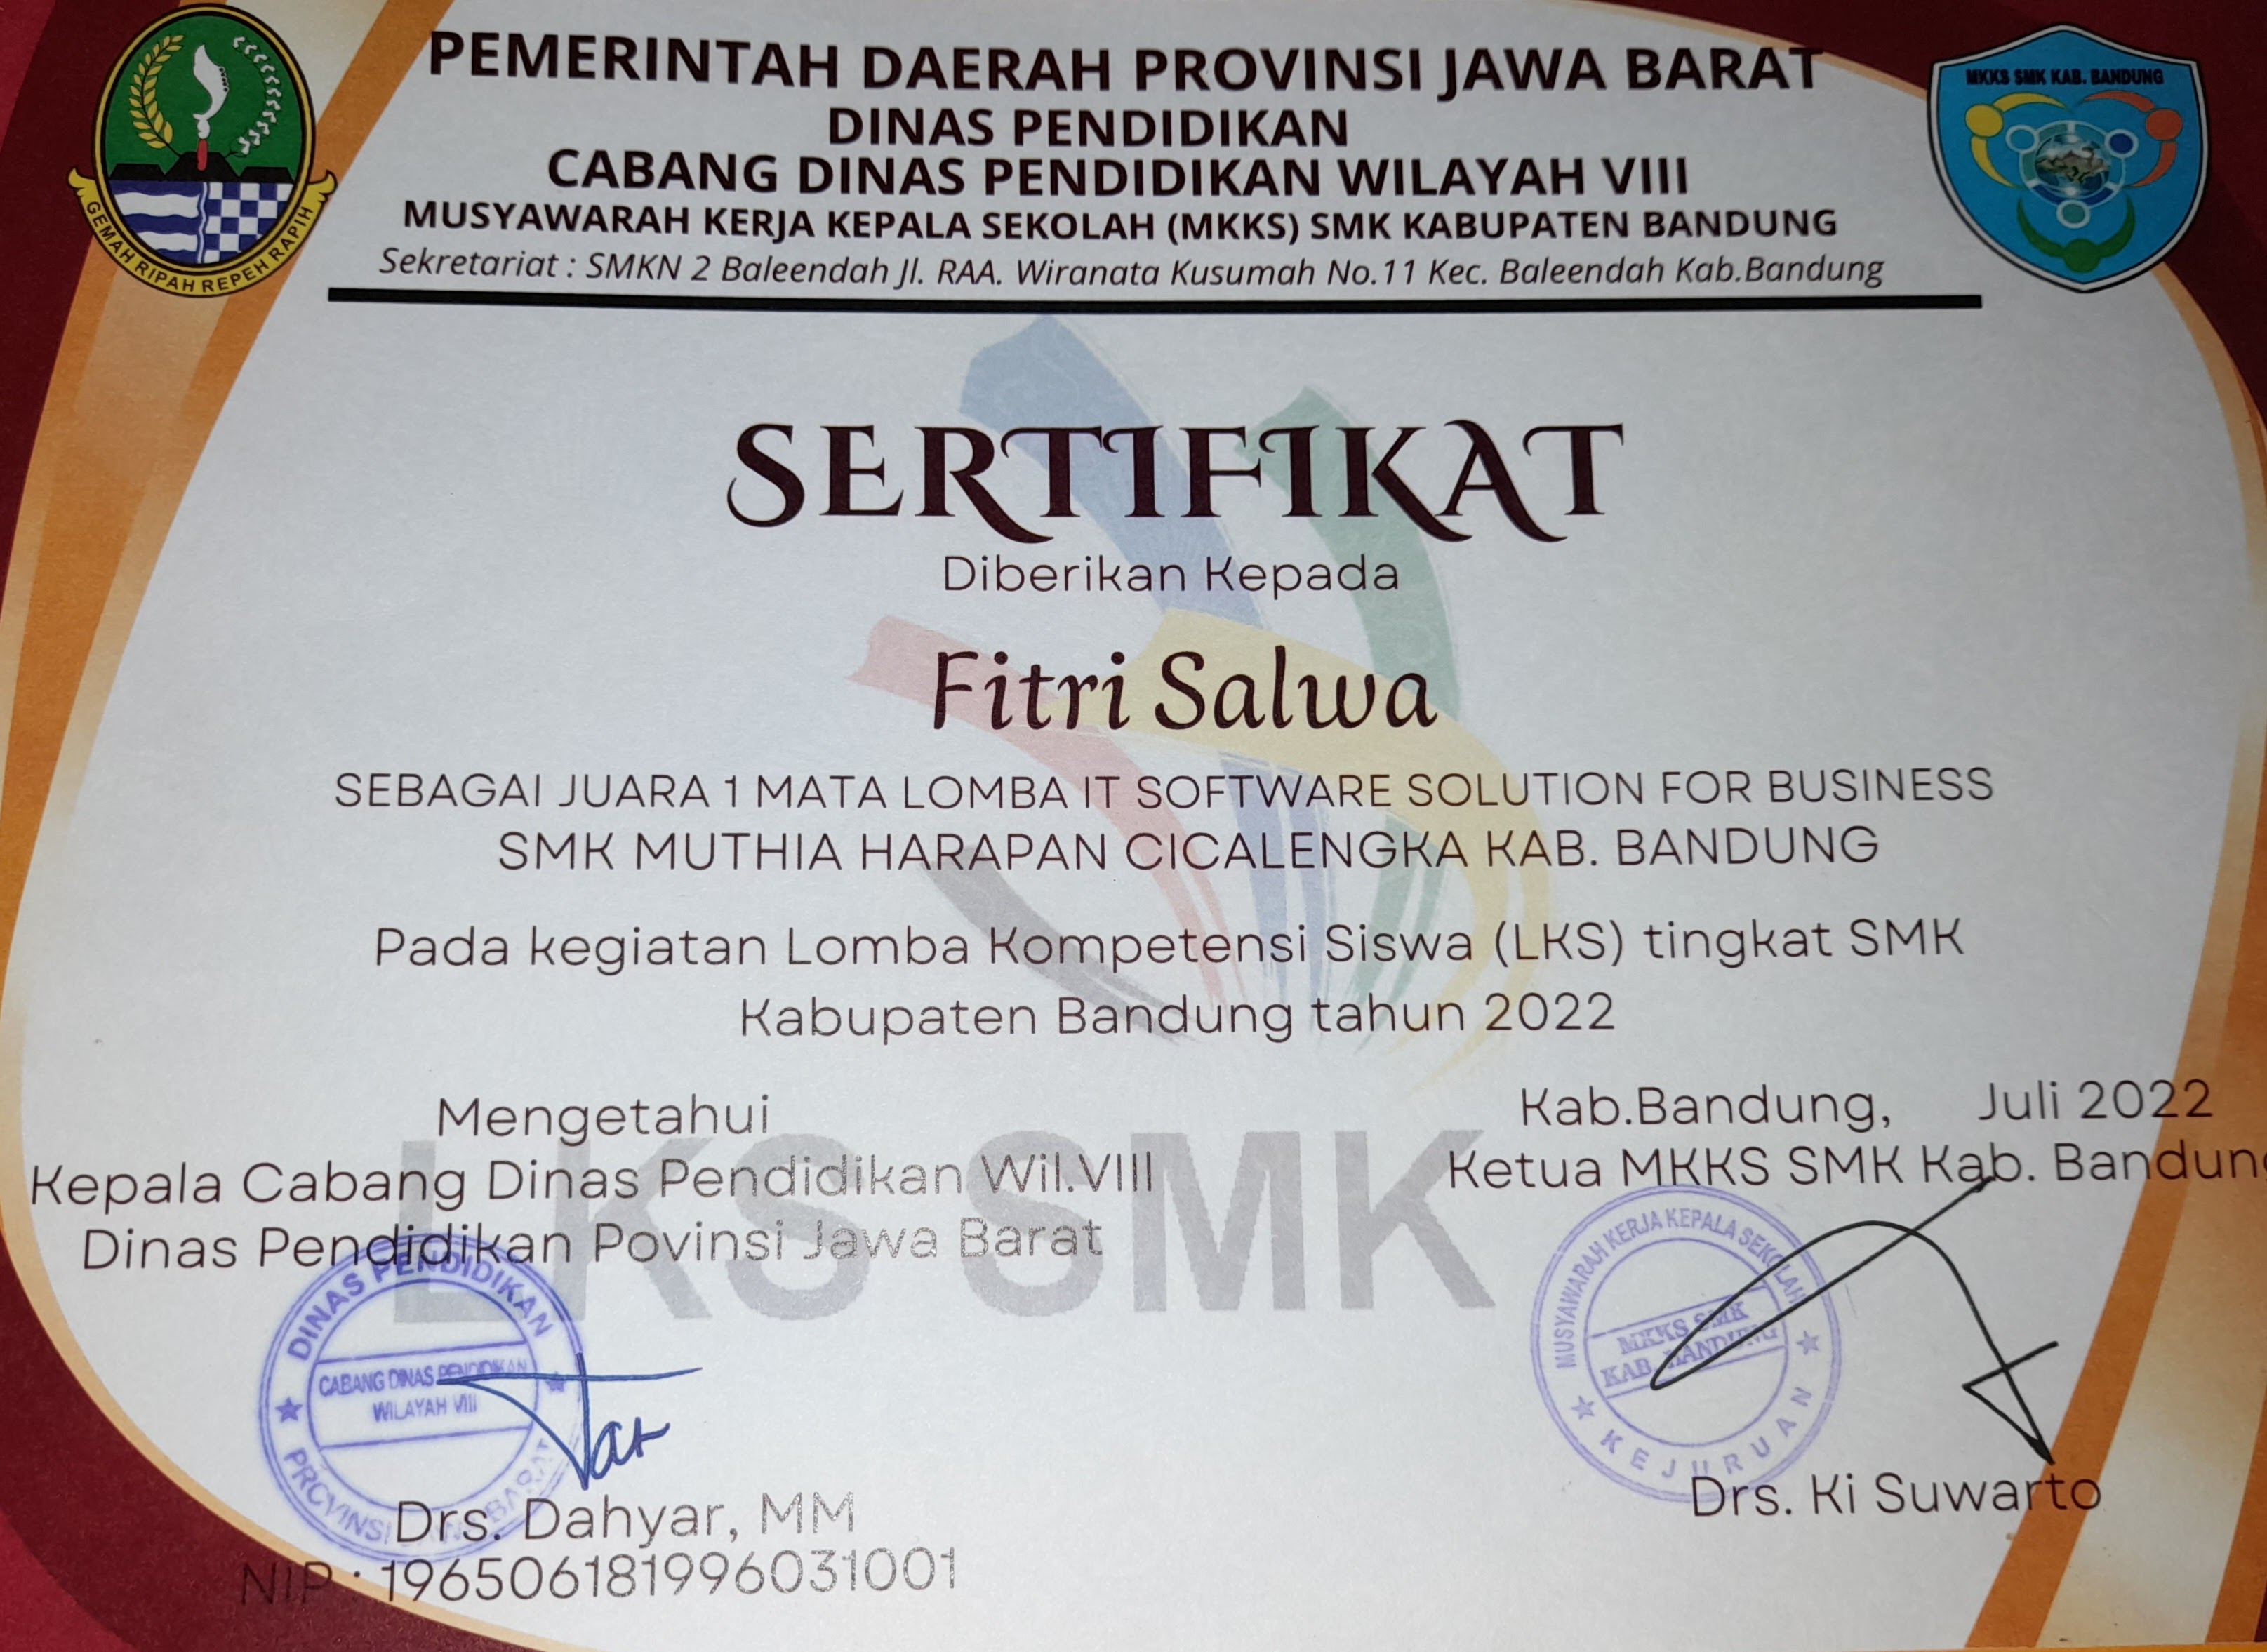 PEMERINTAH DAERAH PROVINSI JAWA BARAT
DINAS PENDIDIKAN
CABANG DINAS PENDIDIKAN WILAYAH VIII
MUSYAWARAH KERJA KEPALA SEKOLAH (MKKS) SMK KABUPATEN BANDUNG
Sekretariat : SMKN 2 Baleendah Jl. RAA. Wiranata Kusumah No.11 Kec. Baleendah Kab.Bandung
GEMAH RIPAH REPEH RAPIH
MKKS SMK KAB. BANDUNG
SERTIFIKAT
Diberikan Kepada
Fitri Salwa
SEBAGAI JUARA 1 MATA LOMBA IT SOFTWARE SOLUTION FOR BUSINESS
SMK MUTHIA HARAPAN CICALENGKA KAB. BANDUNG
Pada kegiatan Lomba Kompetensi Siswa (LKS) tingkat SMK
Kabupaten Bandung tahun 2022
Mengetahui
Kepala Cabang Dinas Pendidikan Wil.VIII
Dinas Pendidikan Povinsi Jawa Barat
LKS SMK
DINAS PENDIDIKAN
CABANG DINAS PENDIDIKAN
WILAYAH VIII
PROVINSI JAWA BARAT
Drs. Dahyar, MM
NIP : 196506181996031001
Kab.Bandung, Juli 2022
Ketua MKKS SMK Kab. Bandung
MUSYAWARAH KERJA KEPALA SEKOLAH
MKKS SMK
KAB. BANDUNG
KEJURUAN
Drs. Ki Suwarto